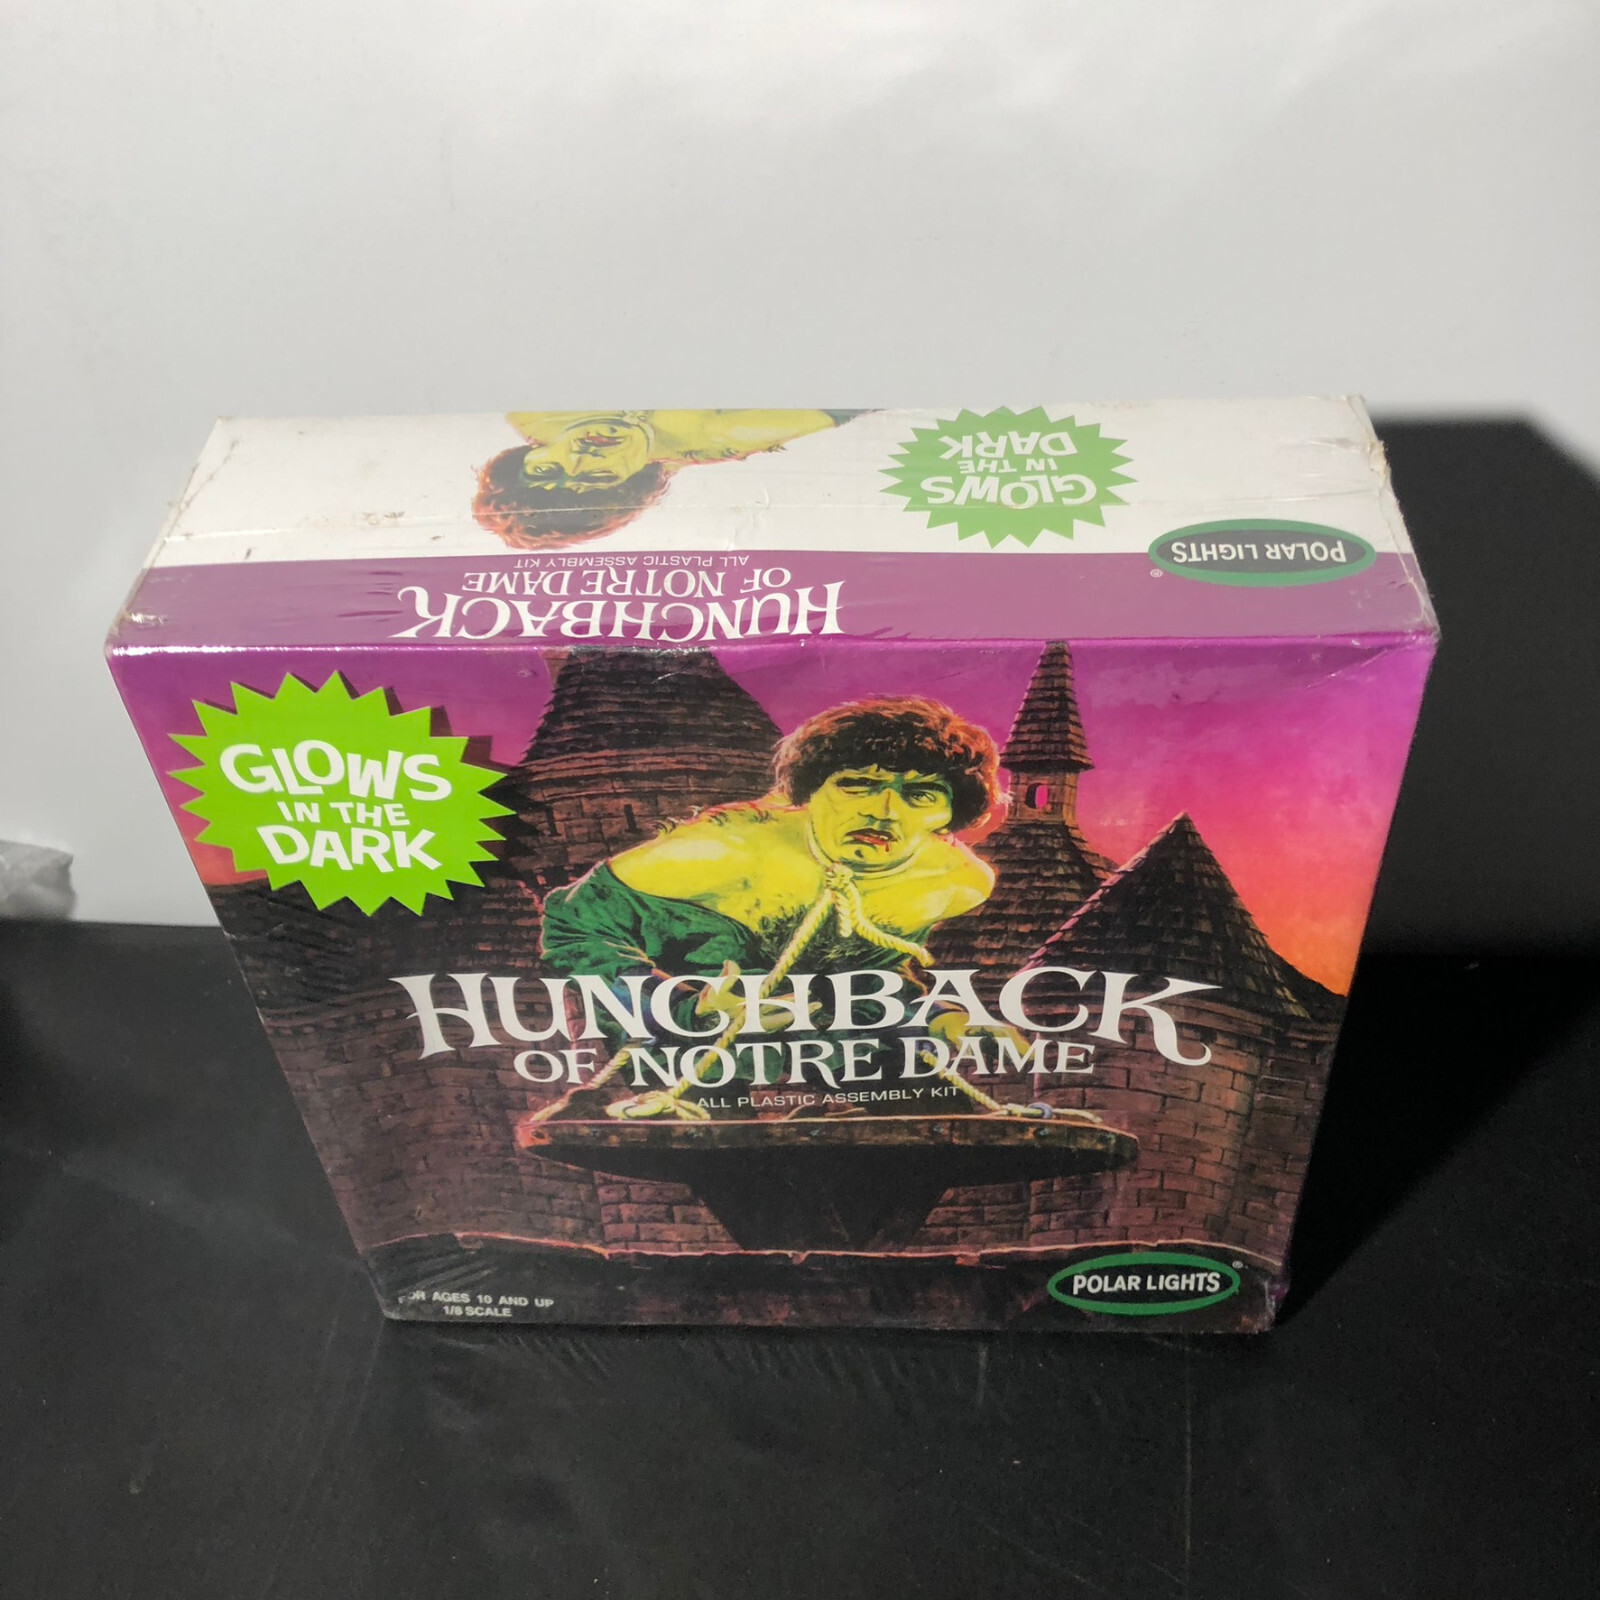 GLOWS
IN THE
DARK
POLAR LIGHTS
®
HUNCHBACK
OF NOTRE DAME
ALL PLASTIC ASSEMBLY KIT
GLOWS
IN THE
DARK
HUNCHBACK
OF NOTRE DAME
ALL PLASTIC ASSEMBLY KIT
FOR AGES 10 AND UP
1/8 SCALE
POLAR LIGHTS
®